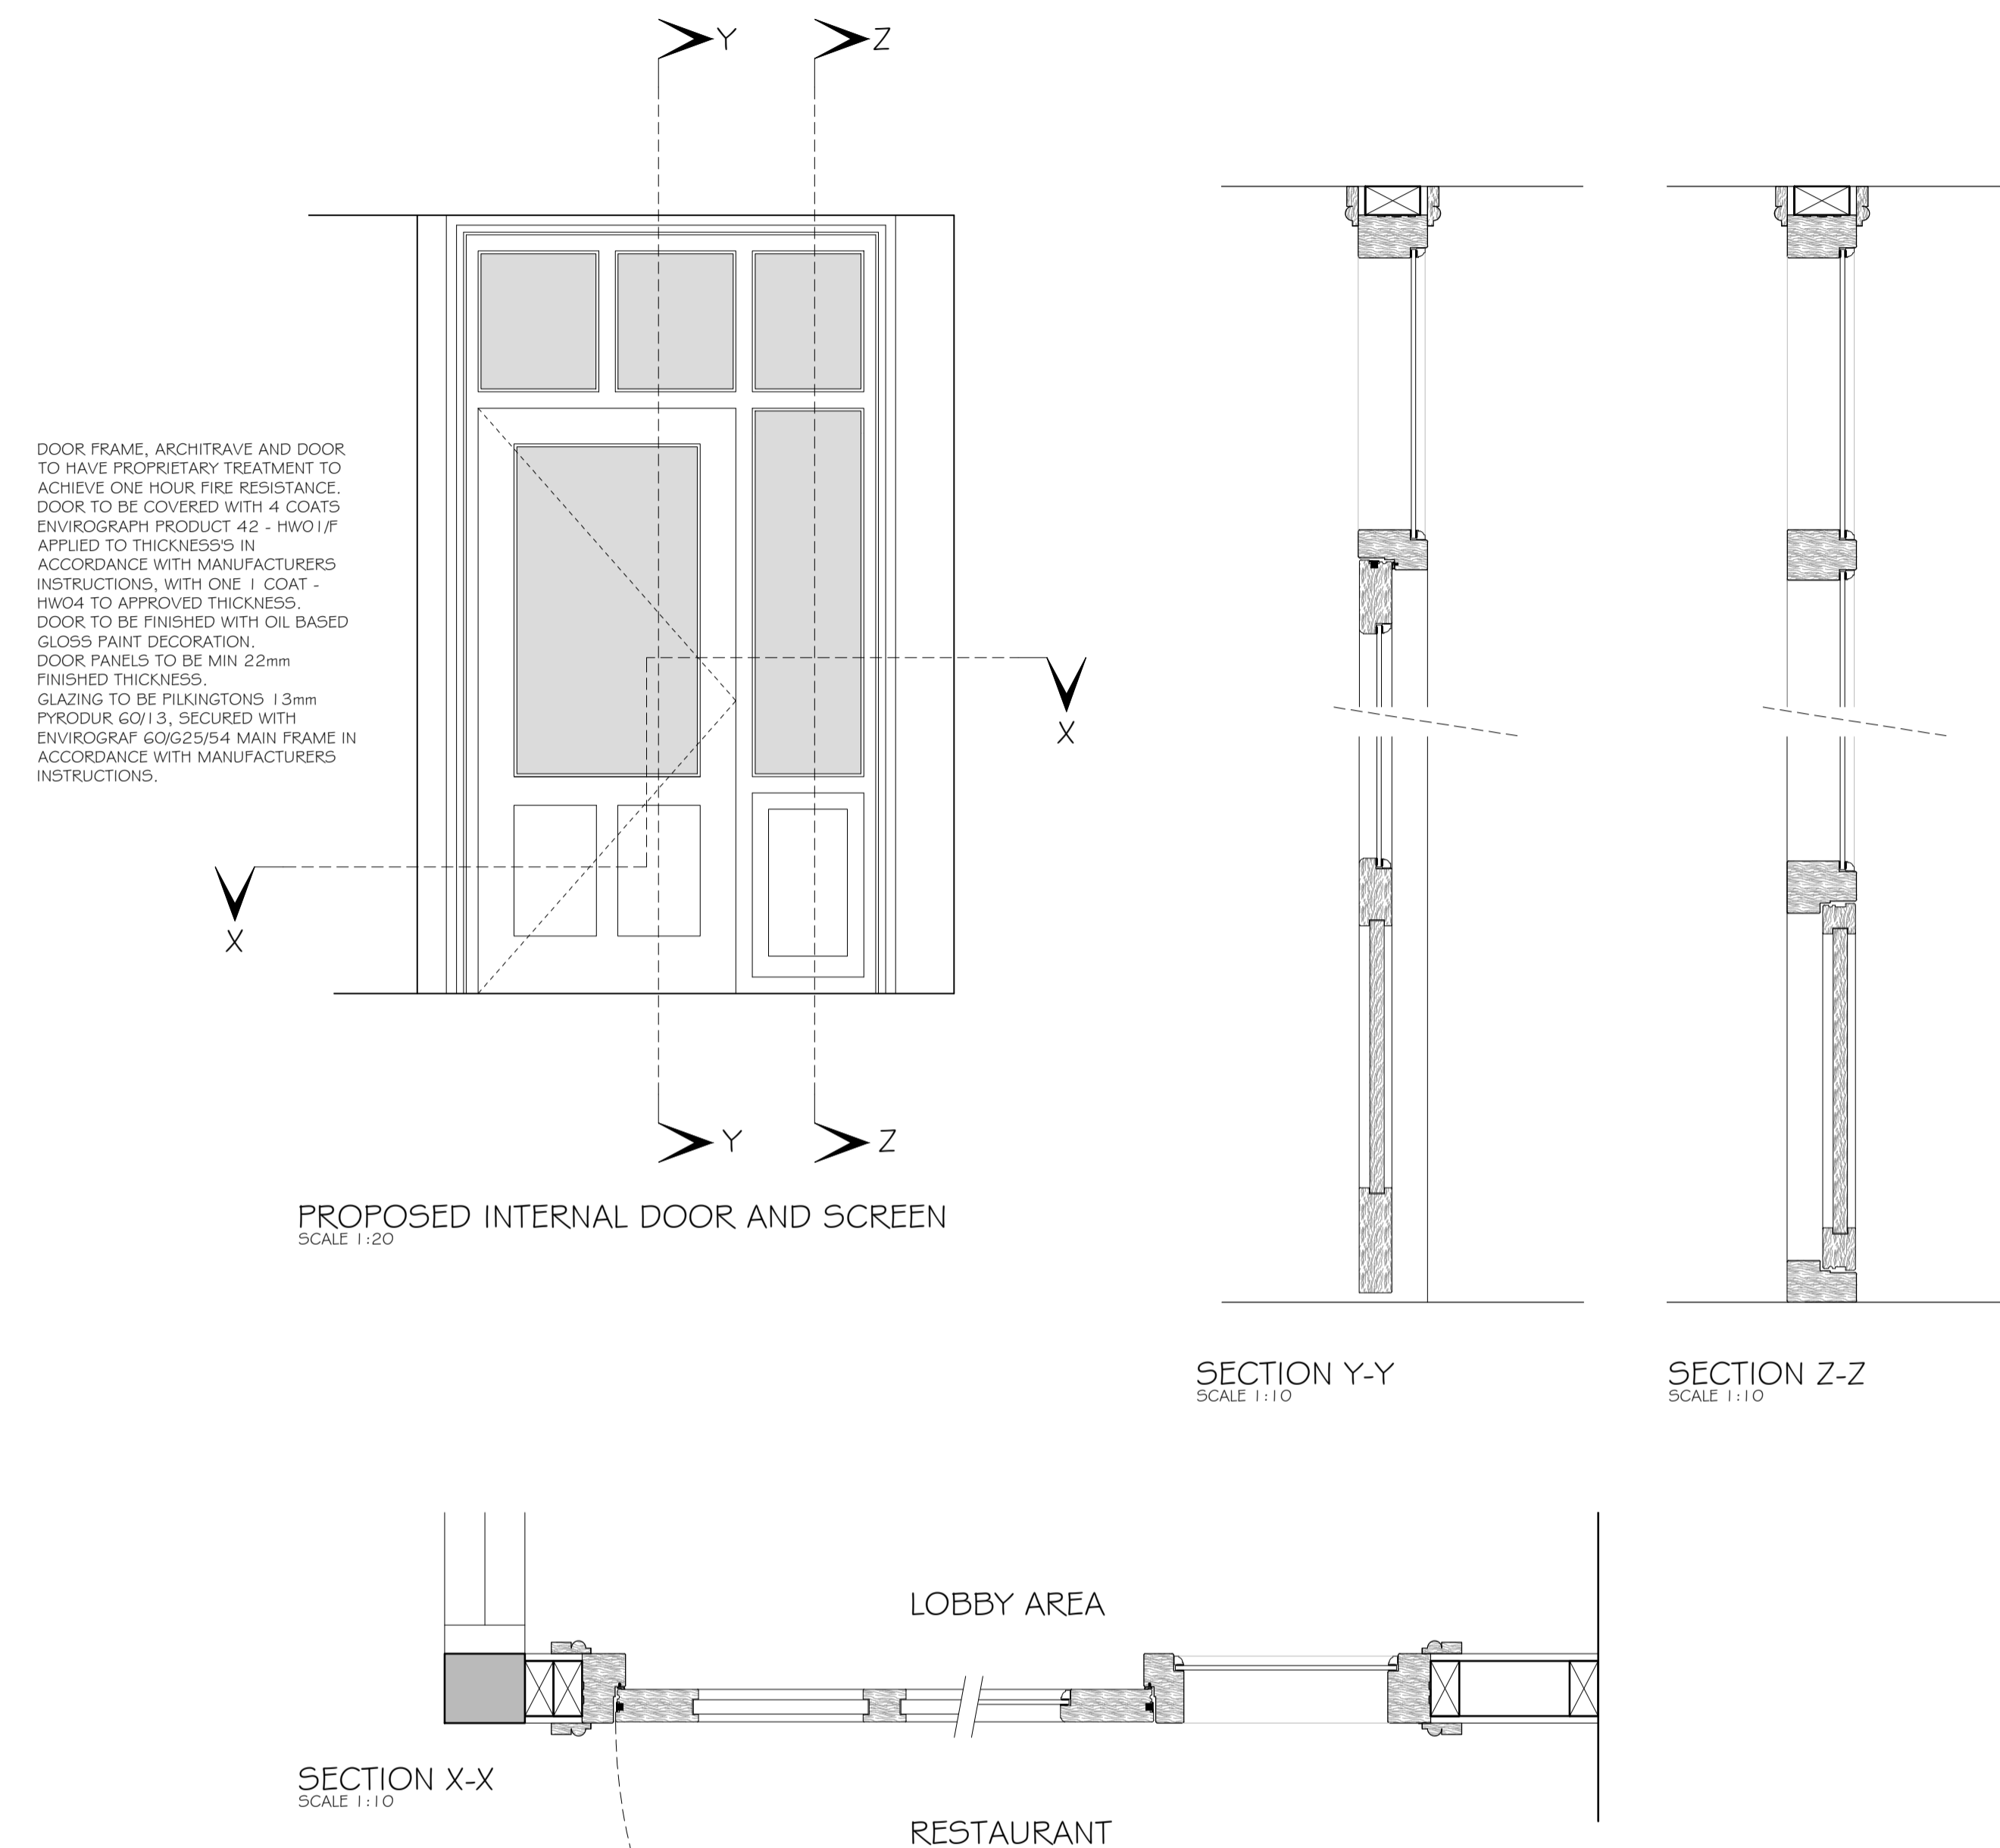 Y
Z
DOOR FRAME, ARCHITRAVE AND DOOR
TO HAVE PROPRIETARY TREATMENT TO
ACHIEVE ONE HOUR FIRE RESISTANCE.
DOOR TO BE COVERED WITH 4 COATS
ENVIROGRAPH PRODUCT 42 - HW01/F
APPLIED TO THICKNESS'S IN
ACCORDANCE WITH MANUFACTURERS
INSTRUCTIONS, WITH ONE 1 COAT -
HW04 TO APPROVED THICKNESS.
DOOR TO BE FINISHED WITH OIL BASED
GLOSS PAINT DECORATION.
DOOR PANELS TO BE MIN 22mm
FINISHED THICKNESS.
GLAZING TO BE PILKINGTONS 13mm
PYRODUR 60/13, SECURED WITH
ENVIROGRAF 60/G25/54 MAIN FRAME IN
ACCORDANCE WITH MANUFACTURERS
INSTRUCTIONS.
X
X
Y
Z
PROPOSED INTERNAL DOOR AND SCREEN
SCALE 1:20
SECTION Y-Y
SCALE 1:10
SECTION Z-Z
SCALE 1:10
LOBBY AREA
SECTION X-X
SCALE 1:10
RESTAURANT